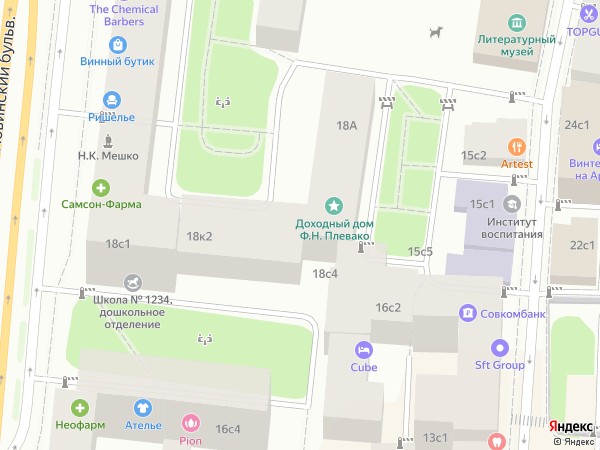 The Chemical
Barbers
Винный бутик
Ришелье
Н.К. Мешко
Самсон-Фарма
18с1
18к2
Школа № 1234,
дошкольное
отделение
Неофарм
Ателье
Pion
16с4
18А
Доходный дом
Ф.Н. Плевако
18с4
15с5
16с2
Cube
13с1
Совкомбанк
Sft Group
Литературный
музей
TOPGU
24с1
15с2
Artest
Винте
на Ар
15с1
Институт
воспитания
22с1
Яндекс
© Яндекс